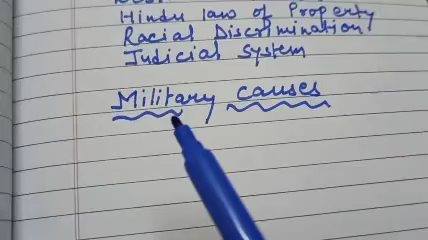 Hindu law of Property
Racial Discrimination
Judicial System
Military causes